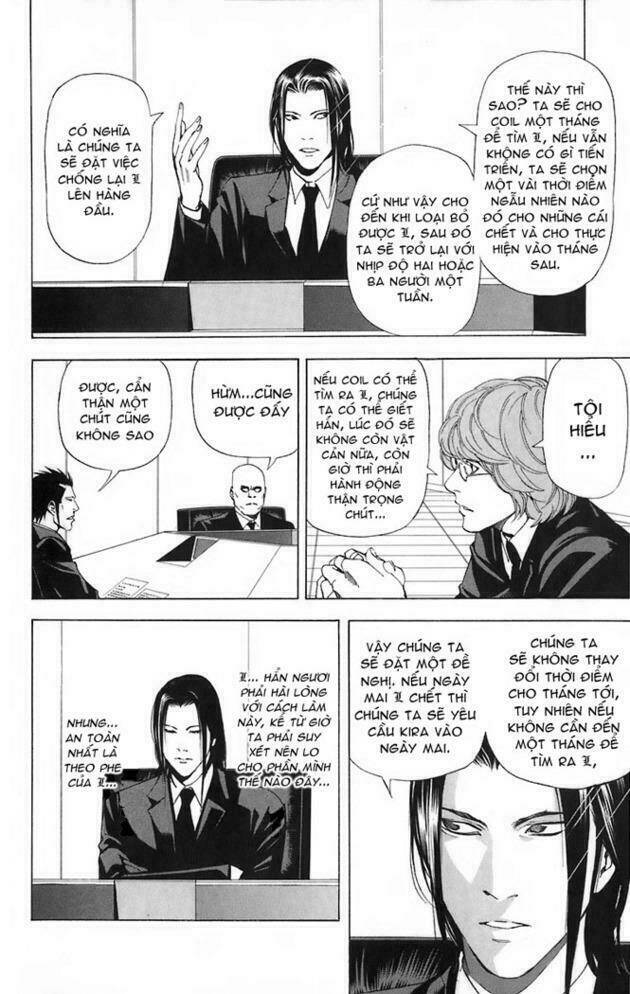 THẾ NÀY THÌ
SAO? TA SẼ CHO
COIL MỘT THÁNG
ĐỂ TÌM L, NẾU VẪN
KHÔNG CÓ GÌ TIẾN
TRIỂN, TA SẼ CHỌN
MỘT VÀI THỜI ĐIỂM
NGẪU NHIÊN NÀO
ĐÓ CHO NHỮNG CÁI
CHẾT VÀ CHO THỰC
HIỆN VÀO THÁNG
SAU.
CỨ NHƯ VẬY CHO
ĐẾN KHI LOẠI BỎ
ĐƯỢC L, SAU ĐÓ
TA SẼ TRỞ LẠI VỚI
NHỊP ĐỘ HAI HOẶC
BA NGƯỜI MỘT
TUẦN.
CÓ NGHĨA
LÀ CHÚNG TA
SẼ ĐẶT VIỆC
CHỐNG LẠI L
LÊN HÀNG
ĐẦU.
TỘI
HIỂU
...
NẾU COIL CÓ THỂ
TÌM RA L, CHÚNG
TA CÓ THỂ GIẾT
HẮN, LÚC ĐÓ SẼ
KHÔNG CÒN VẬT
CẢN NỮA, CÒN
GIỜ THÌ PHẢI
HÀNH ĐỘNG
THẬN TRỌNG
CHÚT...
HỪM...CŨNG
ĐƯỢC ĐẤY
ĐƯỢC, CẨN
THẬN MỘT
CHÚT CŨNG
KHÔNG SAO
CHÚNG TA
SẼ KHÔNG THAY
ĐỔI THỜI ĐIỂM
CHO THÁNG TỚI,
TUY NHIÊN NẾU
KHÔNG CẦN ĐẾN
MỘT THÁNG ĐỂ
TÌM RA L,
VẬY CHÚNG TA
SẼ ĐẶT MỘT ĐỀ
NGHỊ. NẾU NGÀY
MAI L CHẾT THÌ
CHÚNG TA SẼ YÊU
CẦU KIRA VÀO
NGÀY MAI.
L... HẲN NGƯƠI
PHẢI HÀI LÒNG
VỚI CÁCH LÀM
NÀY, KỂ TỪ GIỜ
TA PHẢI SUY
XÉT NÊN LO
CHO PHẦN MÌNH
THẾ NÀO ĐÂY...
NHƯNG...
AN TOÀN
NHẤT LÀ
THEO PHE
CỦA L...